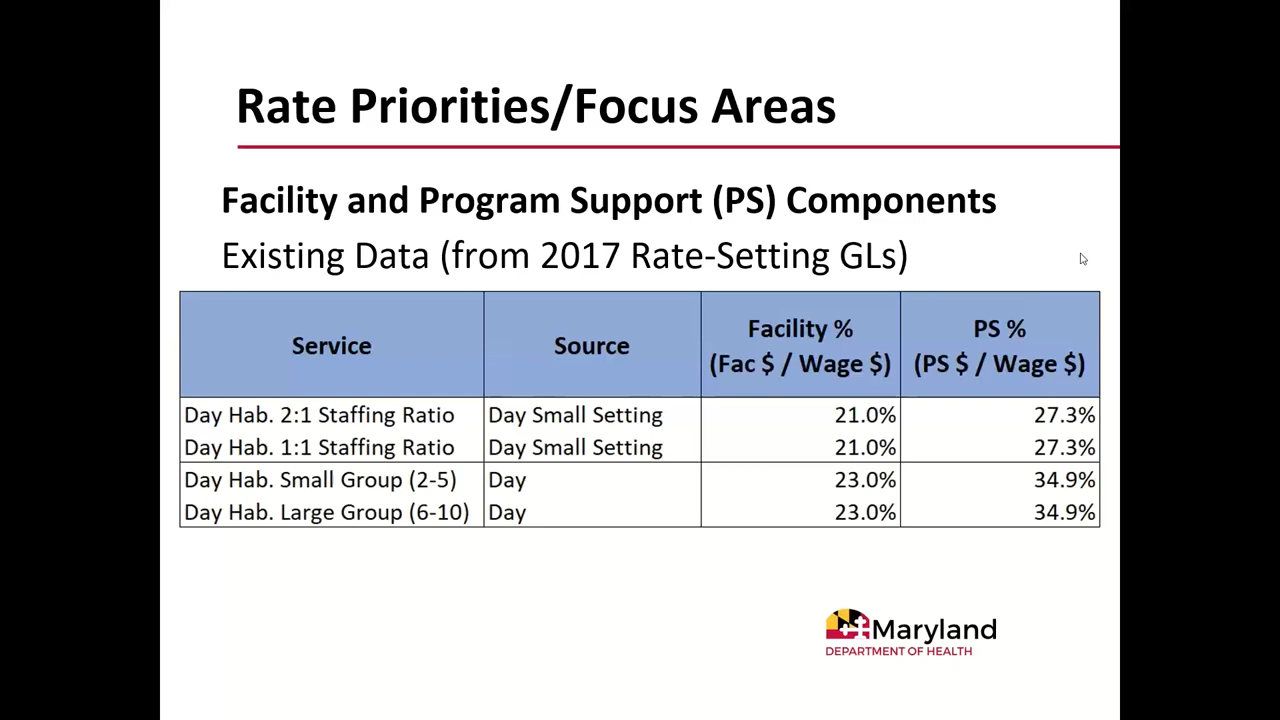 Rate Priorities/Focus Areas
Facility and Program Support (PS) Components
Existing Data (from 2017 Rate-Setting GLs)
Service Source Facility % (Fac $ / Wage $) PS % (PS $ / Wage $)
Day Hab. 2:1 Staffing Ratio Day Small Setting 21.0% 27.3%
Day Hab. 1:1 Staffing Ratio Day Small Setting 21.0% 27.3%
Day Hab. Small Group (2-5) Day 23.0% 34.9%
Day Hab. Large Group (6-10) Day 23.0% 34.9%
Maryland
DEPARTMENT OF HEALTH